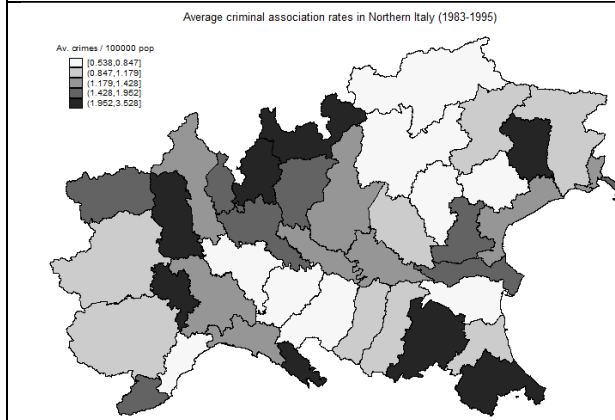 Average criminal association rates in Northern Italy (1983-1995)
Av. crimes / 100000 pop
[0.538,0.847]
(0.847,1.179]
(1.179,1.428]
(1.428,1.952]
(1.952,3.528]